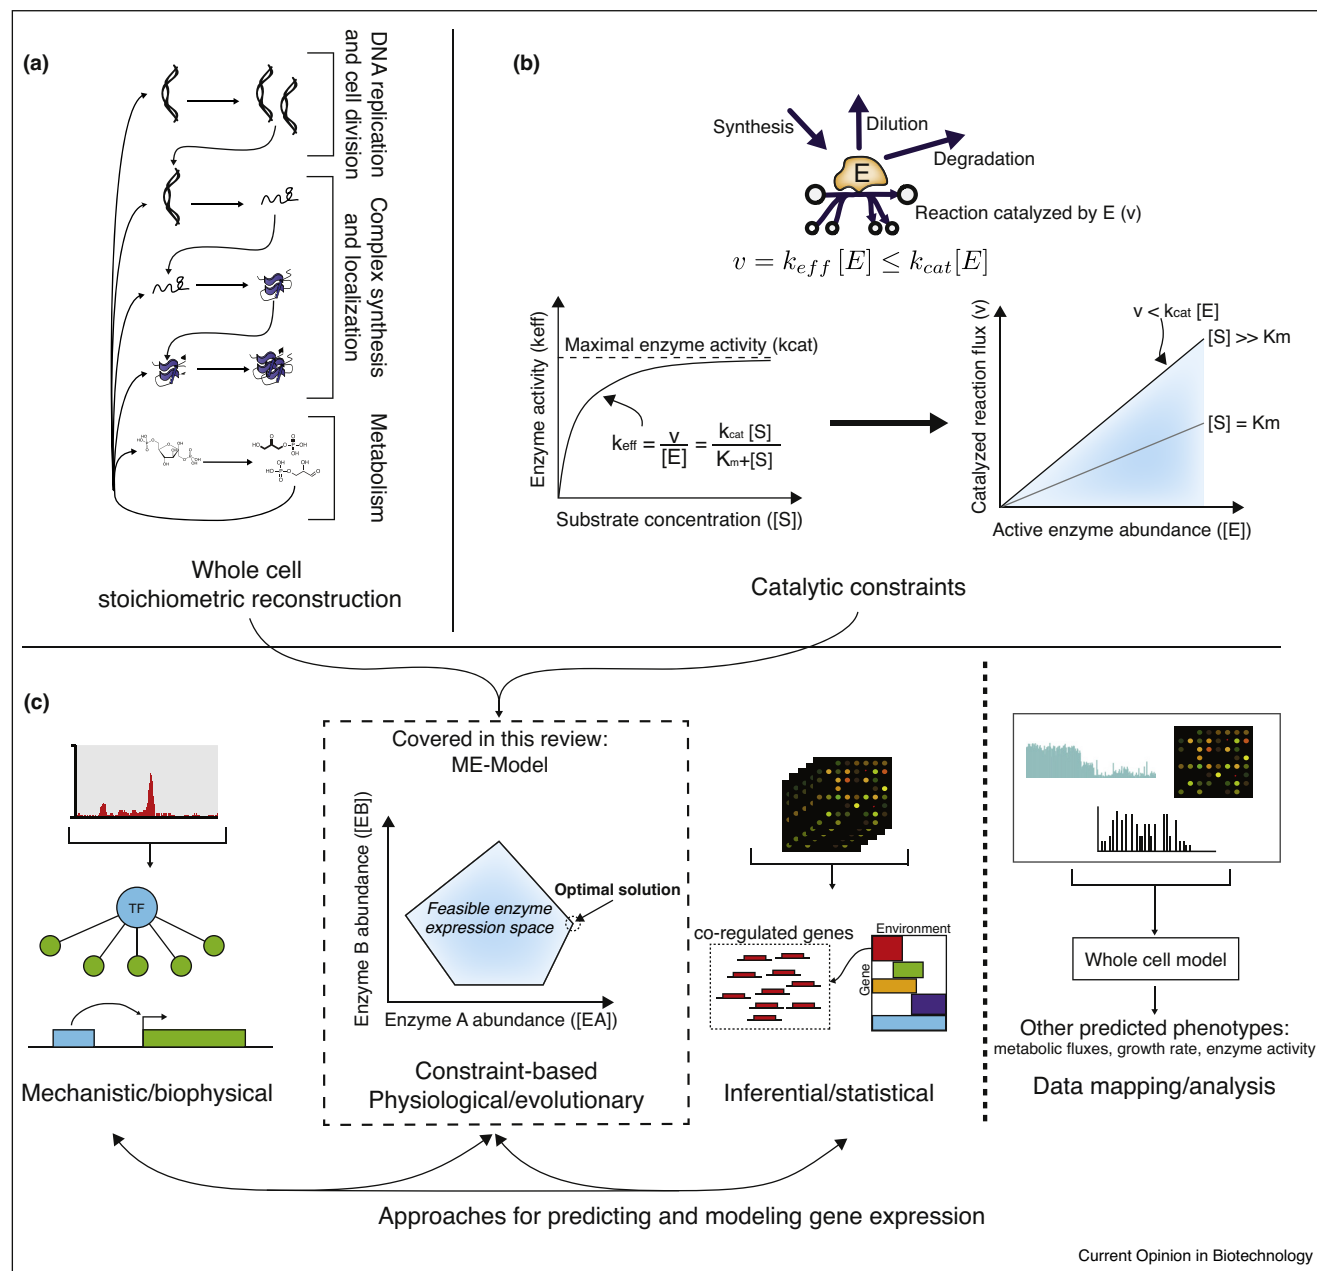 (a)
DNA replication
and cell division
Complex synthesis
and localization
Metabolism
Whole cell
stoichiometric reconstruction
(b)
Synthesis
Dilution
Degradation
E
Reaction catalyzed by E (v)
v = k_eff [E] ≤ k_cat[E]
Enzyme activity (keff)
Maximal enzyme activity (kcat)
keff = v/[E] = kcat [S]/Km+[S]
Substrate concentration ([S])
Catalyzed reaction flux (v)
v < kcat [E]
[S] >> Km
[S] = Km
Active enzyme abundance ([E])
Catalytic constraints
(c)
TF
Mechanistic/biophysical
Covered in this review:
ME-Model
Enzyme B abundance ([EB])
Feasible enzyme
expression space
Optimal solution
Enzyme A abundance ([EA])
Constraint-based
Physiological/evolutionary
co-regulated genes
Environment
Gene
Inferential/statistical
Whole cell model
Other predicted phenotypes:
metabolic fluxes, growth rate, enzyme activity
Data mapping/analysis
Approaches for predicting and modeling gene expression
Current Opinion in Biotechnology